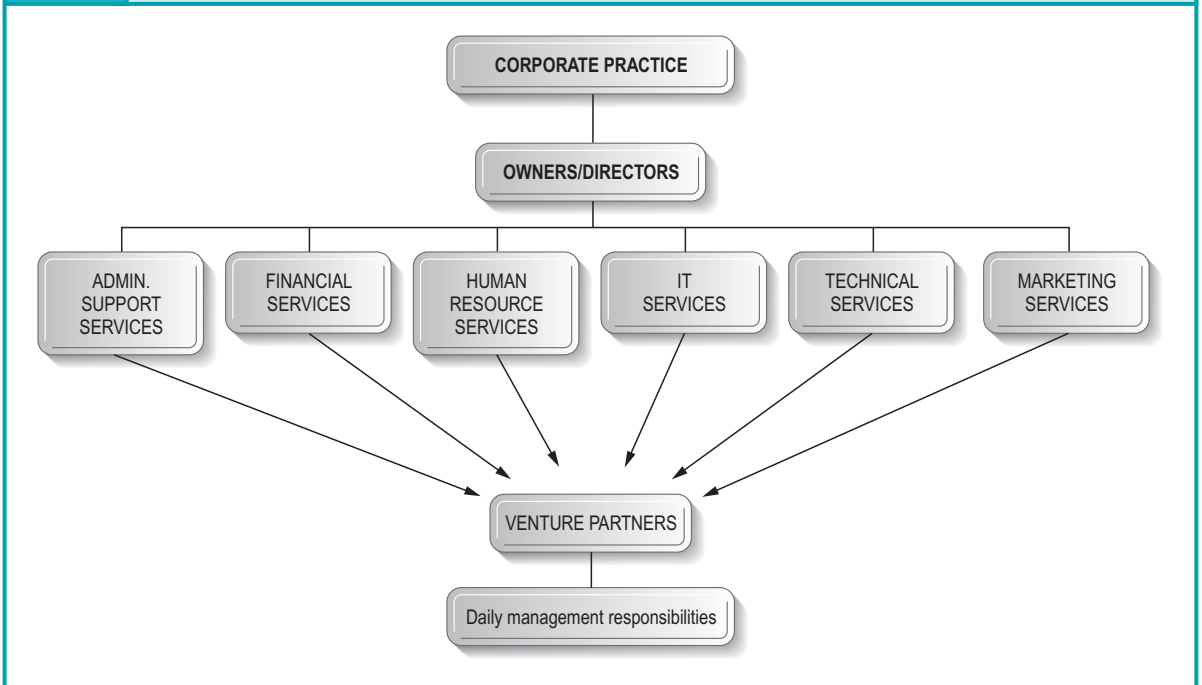 CORPORATE PRACTICE
OWNERS/DIRECTORS
ADMIN.
SUPPORT
SERVICES
FINANCIAL
SERVICES
HUMAN
RESOURCE
SERVICES
IT
SERVICES
TECHNICAL
SERVICES
MARKETING
SERVICES
VENTURE PARTNERS
Daily management responsibilities